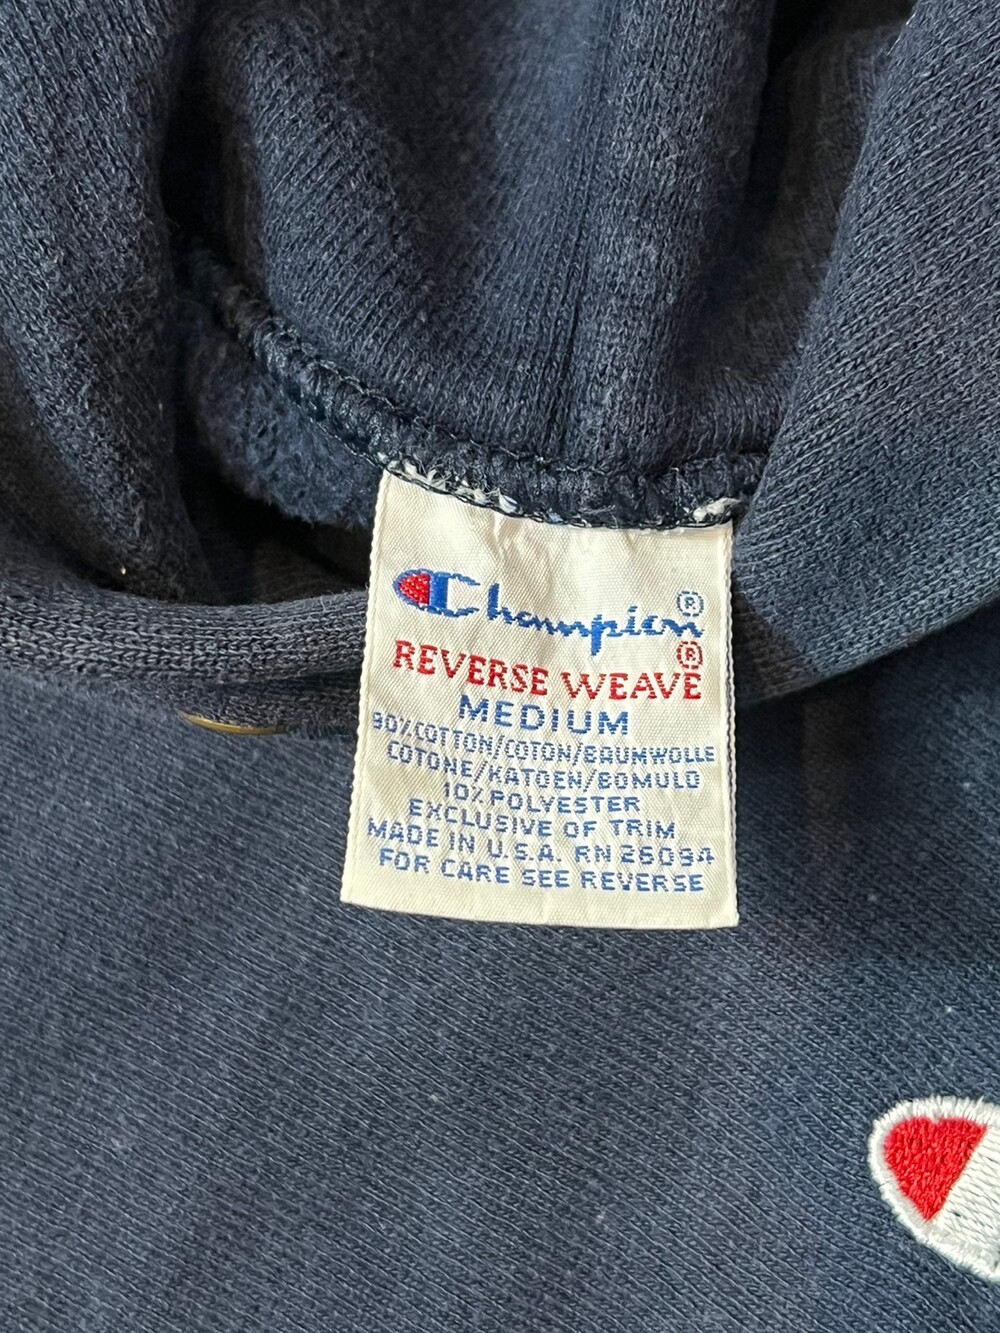 Champion®
REVERSE WEAVE®
MEDIUM
90% COTTON/COTON/BAUMWOLLE
COTONE/KATOEN/BOMULD
10% POLYESTER
EXCLUSIVE OF TRIM
MADE IN U.S.A. RN 26094
FOR CARE SEE REVERSE